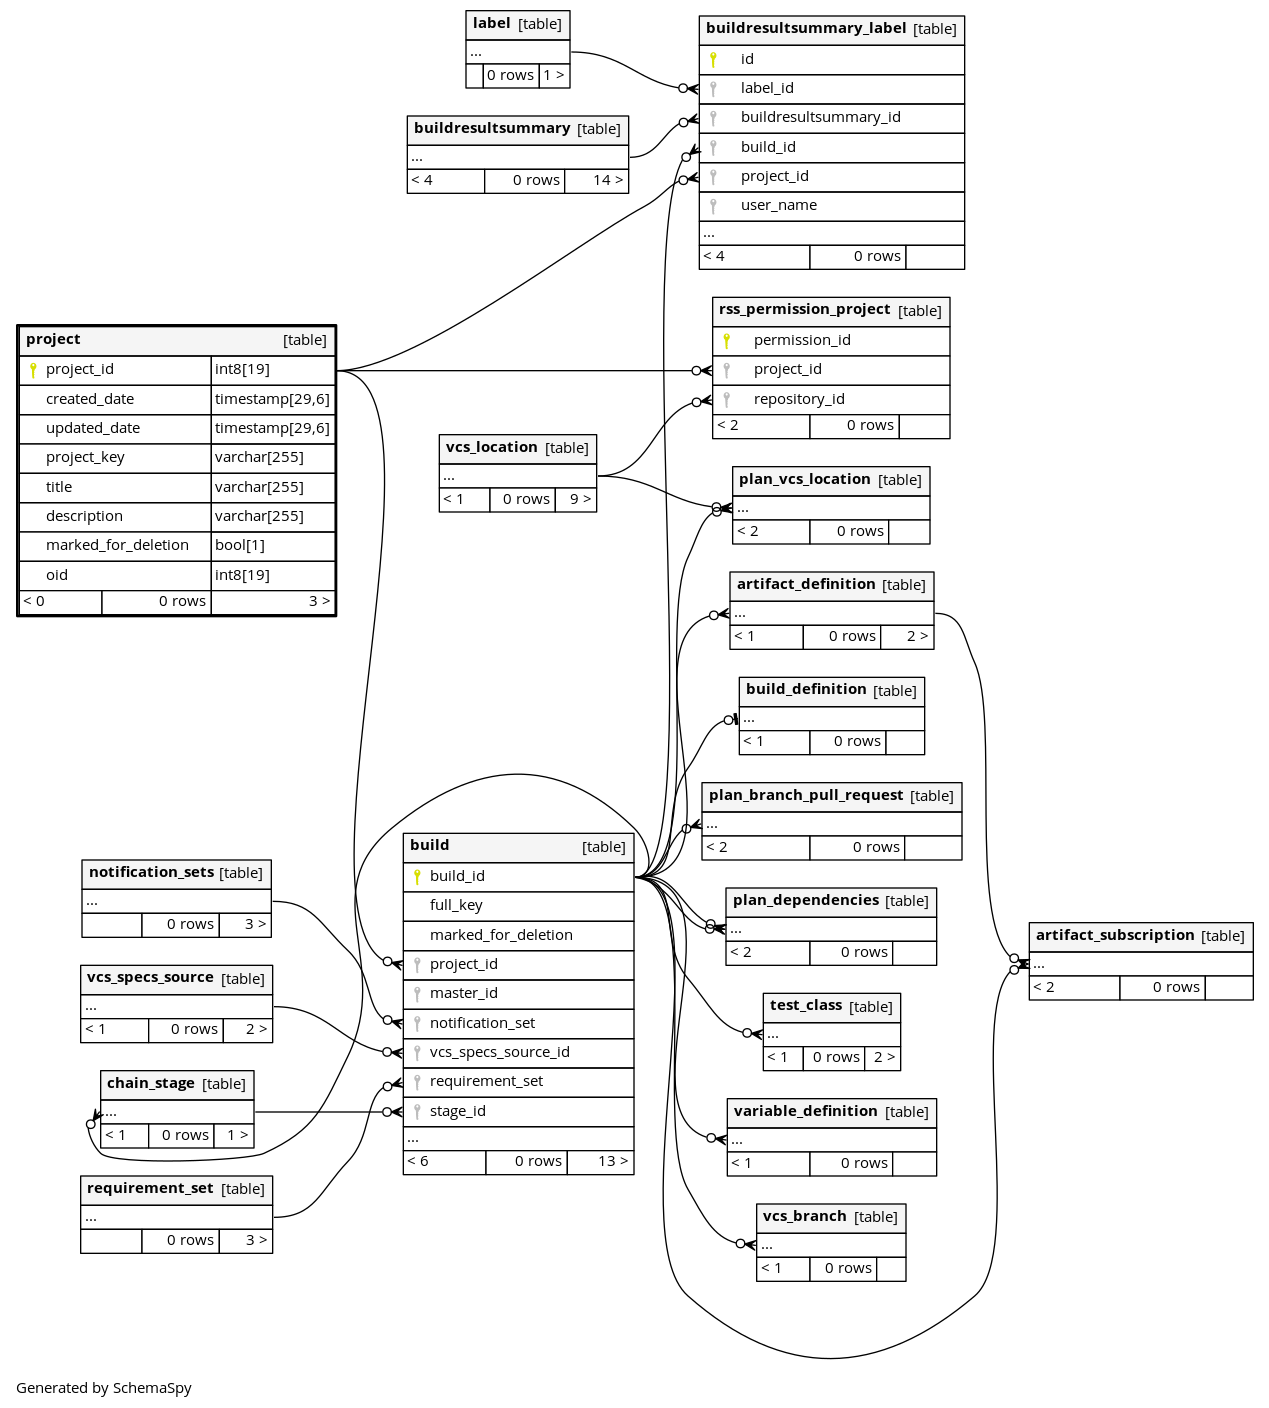 label [table]
...
0 rows 1 >
buildresultsummary [table]
...
< 4 0 rows 14 >
buildresultsummary_label [table]
id
label_id
buildresultsummary_id
build_id
project_id
user_name
...
< 4 0 rows
project [table]
project_id int8[19]
created_date timestamp[29,6]
updated_date timestamp[29,6]
project_key varchar[255]
title varchar[255]
description varchar[255]
marked_for_deletion bool[1]
oid int8[19]
< 0 0 rows 3 >
rss_permission_project [table]
permission_id
project_id
repository_id
< 2 0 rows
vcs_location [table]
...
< 1 0 rows 9 >
plan_vcs_location [table]
...
< 2 0 rows
artifact_definition [table]
...
< 1 0 rows 2 >
build_definition [table]
...
< 1 0 rows
plan_branch_pull_request [table]
...
< 2 0 rows
build [table]
build_id
full_key
marked_for_deletion
project_id
master_id
notification_set
vcs_specs_source_id
requirement_set
stage_id
...
< 6 0 rows 13 >
notification_sets [table]
...
0 rows 3 >
vcs_specs_source [table]
...
< 1 0 rows 2 >
chain_stage [table]
...
< 1 0 rows 1 >
requirement_set [table]
...
0 rows 3 >
plan_dependencies [table]
...
< 2 0 rows
artifact_subscription [table]
...
< 2 0 rows
test_class [table]
...
< 1 0 rows 2 >
variable_definition [table]
...
< 1 0 rows
vcs_branch [table]
...
< 1 0 rows
Generated by SchemaSpy